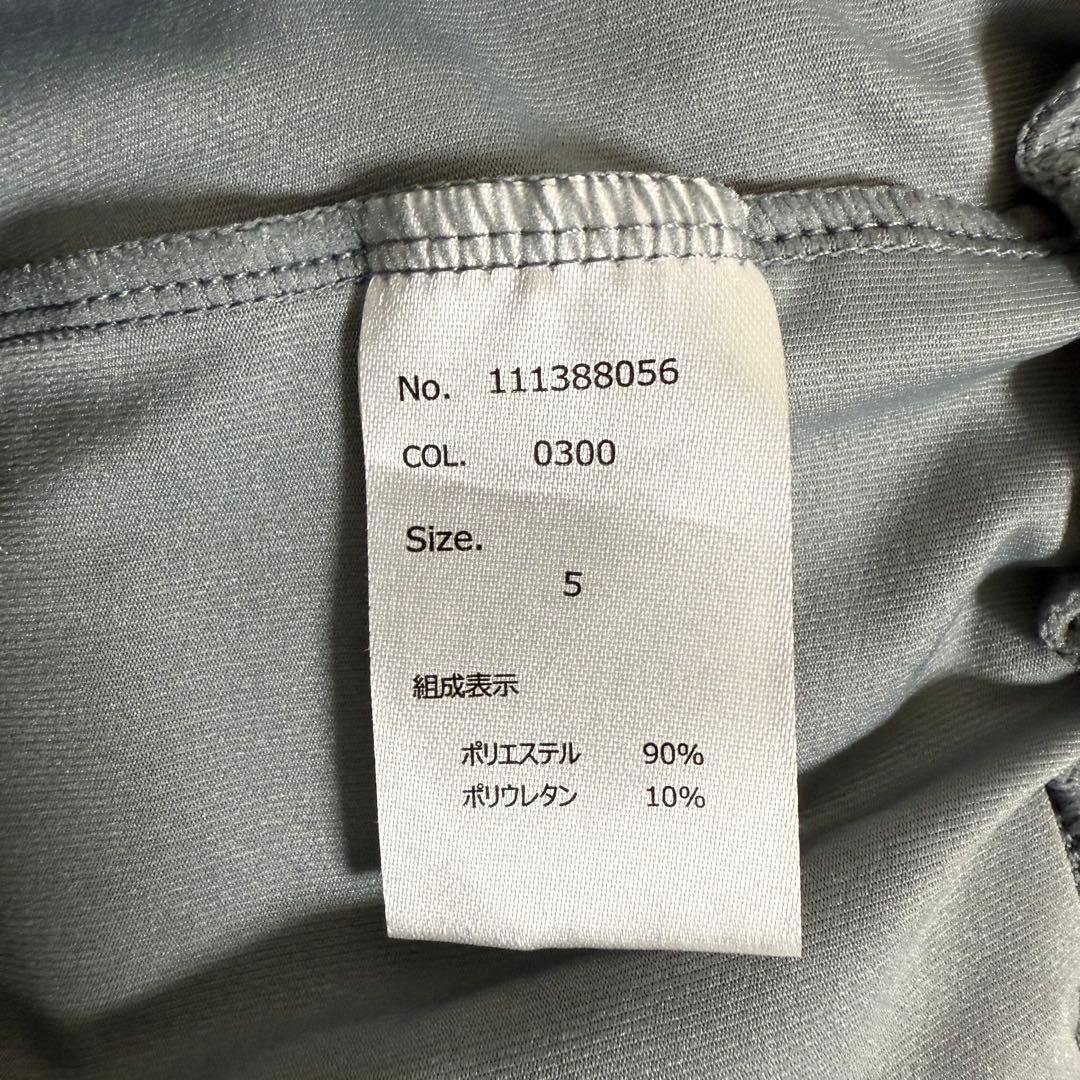 No. 111388056
COL. 0300
Size.
5
組成表示
ポリエステル 90%
ポリウレタン 10%